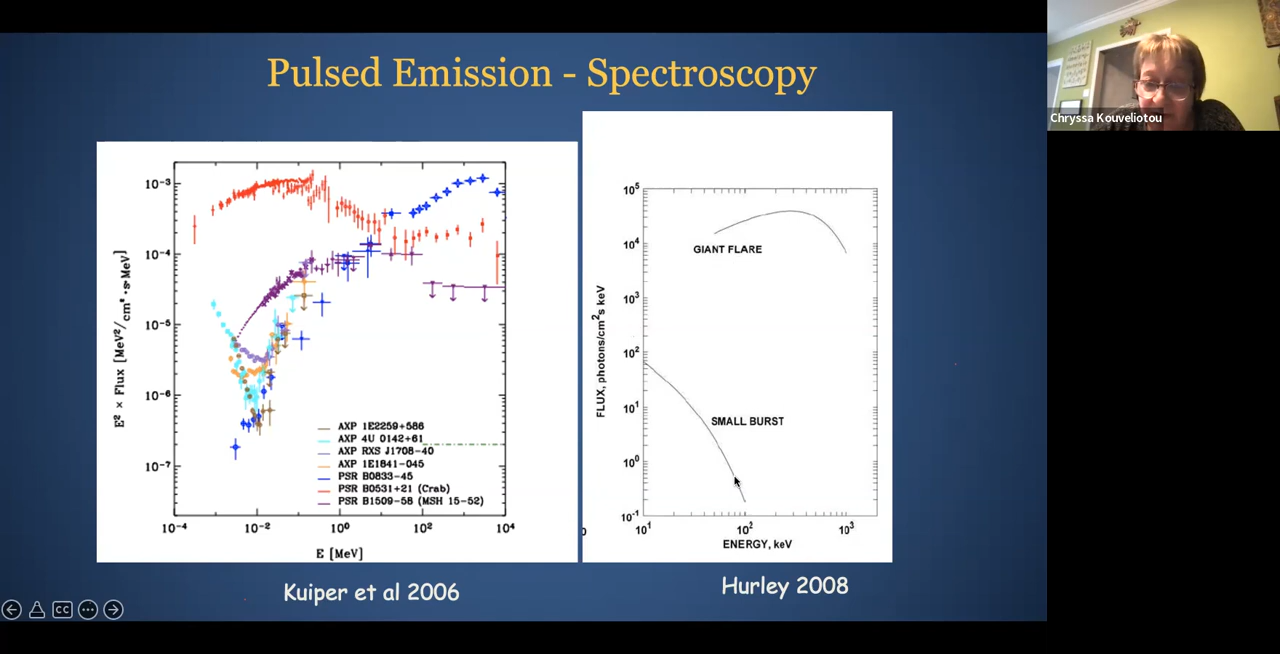 Pulsed Emission - Spectroscopy
Chryssa Kouveliotou
E² × Flux [MeV²/cm²·s·MeV]
10⁻³
10⁻⁴
10⁻⁵
10⁻⁶
10⁻⁷
AXP 1E2259+586
AXP 4U 0142+61
AXP RXS J1708-40
AXP 1E1841-045
PSR B0833-45
PSR B0531+21 (Crab)
PSR B1509-58 (MSH 15-52)
10⁻⁴ 10⁻² 10⁰ 10² 10⁴
E [MeV]
Kuiper et al 2006
FLUX, photons/cm²s keV
10⁵
10⁴
10³
10²
10¹
10⁰
10⁻¹
GIANT FLARE
SMALL BURST
10¹ 10² 10³
ENERGY, keV
Hurley 2008
CC